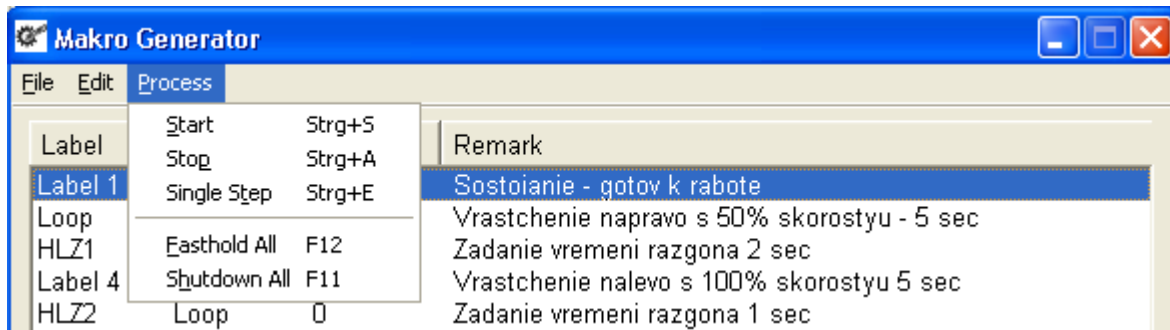 Makro Generator
File Edit Process
Start Strg+S
Stop Strg+A
Single Step Strg+E
Easthold All F12
Shutdown All F11
Label Remark
Label 1 Sostoianie - gotov k rabote
Loop Vrastchenie napravo s 50% skorostyu - 5 sec
HLZ1 Zadanie vremeni razgona 2 sec
Label 4 Vrastchenie nalevo s 100% skorostyu 5 sec
HLZ2 Loop 0 Zadanie vremeni razgona 1 sec